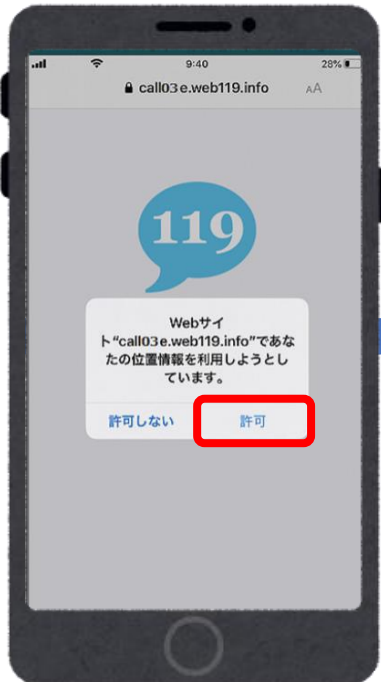 9:40
28%
call03e.web119.info
AA
119
Webサイ
ト“call03e.web119.info”であな
たの位置情報を利用しようとし
ています。
許可しない
許可